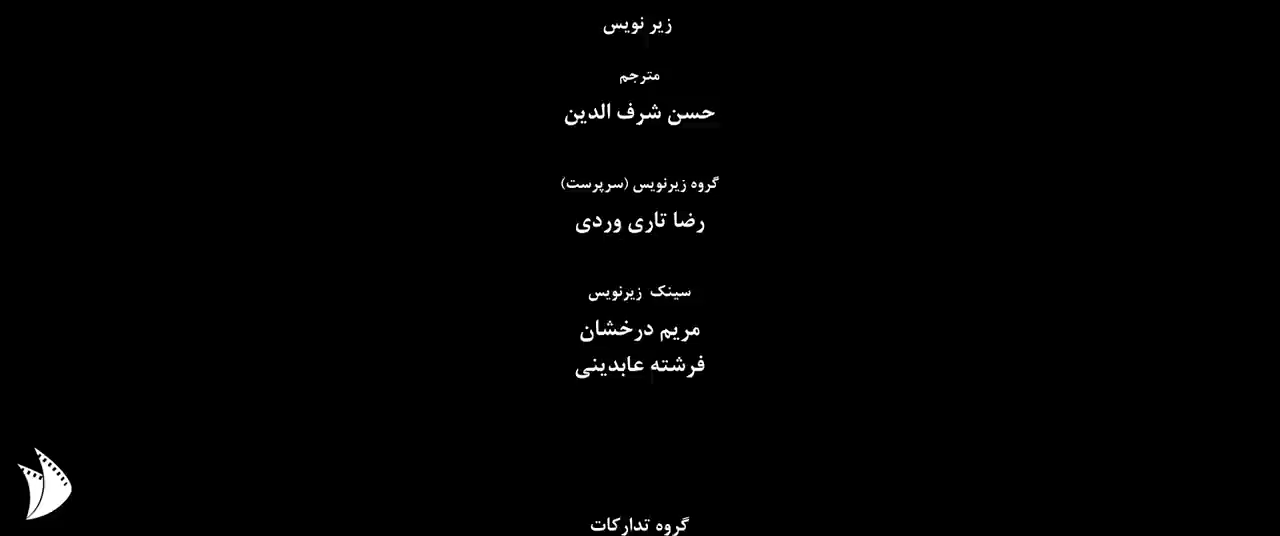 زیر نویس
مترجم
حسن شرف الدین
گروه زیرنویس (سرپرست)
رضا تاری وردی
سینک زیرنویس
مریم درخشان
فرشته عابدینی
گروه تدارکات